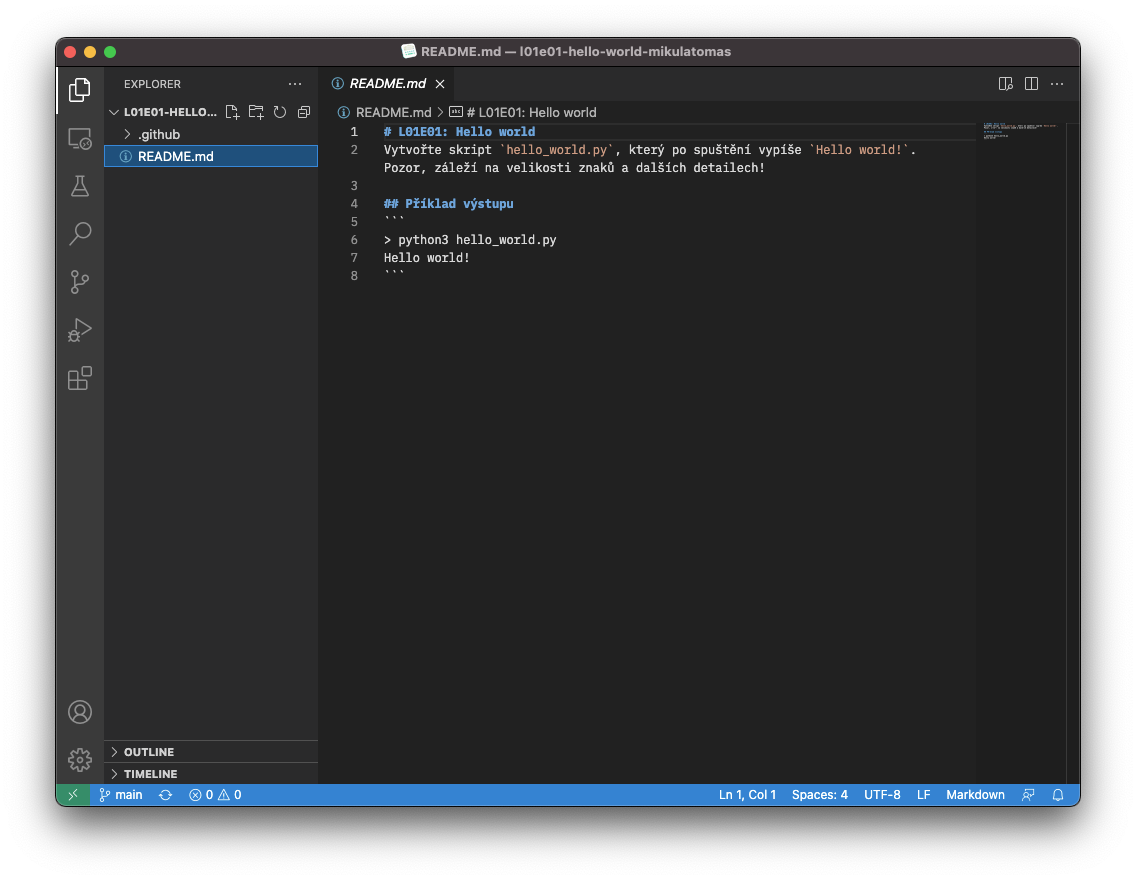 README.md — l01e01-hello-world-mikulatomas
EXPLORER
L01E01-HELLO...
.github
README.md
OUTLINE
TIMELINE
README.md
README.md > # L01E01: Hello world
1 # L01E01: Hello world
2 Vytvořte skript `hello_world.py`, který po spuštění vypíše `Hello world!`.
Pozor, záleží na velikosti znaků a dalších detailech!
3
4 ## Příklad výstupu
5 ```
6 > python3 hello_world.py
7 Hello world!
8 ```
main 0 0 Ln 1, Col 1 Spaces: 4 UTF-8 LF Markdown